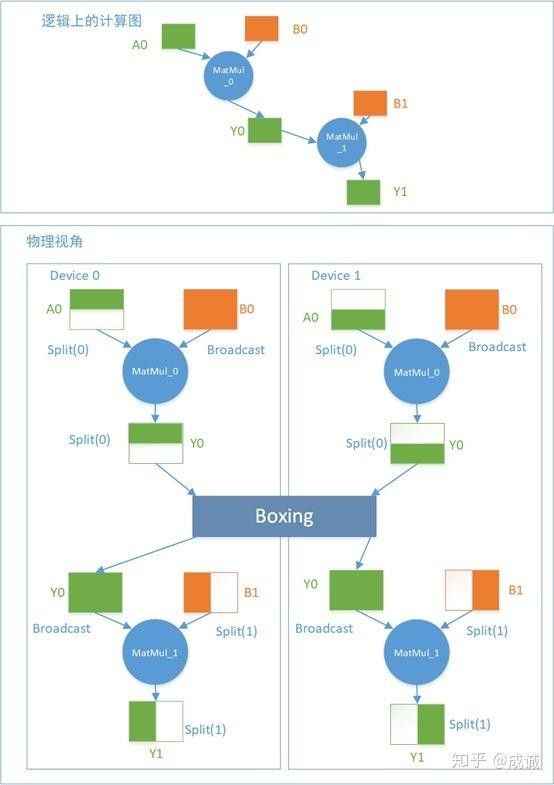 逻辑上的计算图
A0
B0
MatMul
_0
Y0
B1
MatMul
_1
Y1
物理视角
Device 0
A0
B0
Split(0)
Broadcast
MatMul_0
Split(0)
Y0
Device 1
A0
B0
Split(0)
Broadcast
MatMul_0
Split(0)
Y0
Boxing
Y0
B1
Broadcast
Split(1)
MatMul_1
Split(1)
Y1
Y0
B1
Broadcast
Split(1)
MatMul_1
Split(1)
Y1
知乎 @成诚